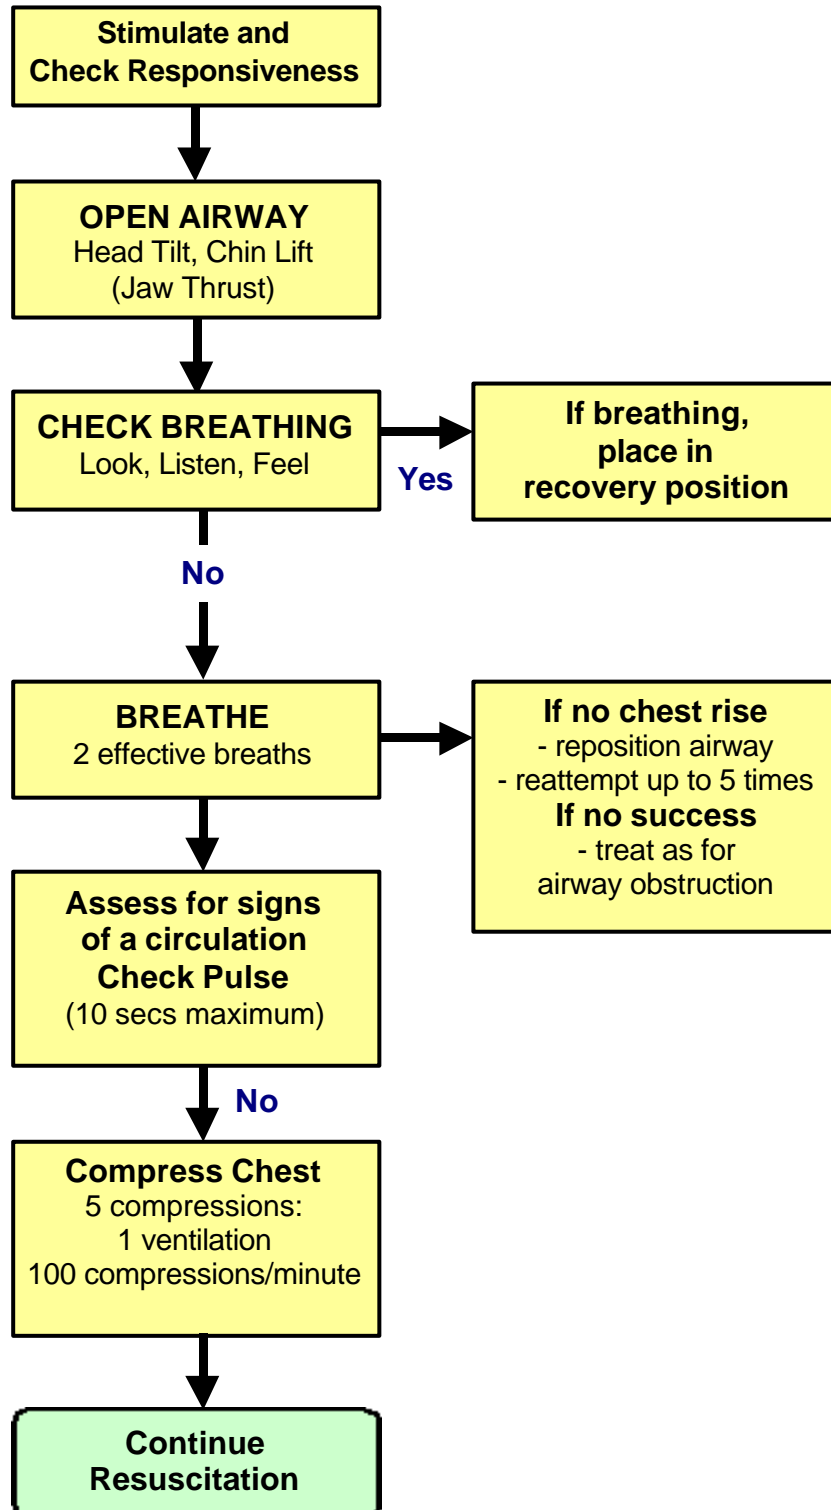 Stimulate and
Check Responsiveness
OPEN AIRWAY
Head Tilt, Chin Lift
(Jaw Thrust)
CHECK BREATHING
Look, Listen, Feel
Yes
If breathing,
place in
recovery position
No
BREATHE
2 effective breaths
If no chest rise
- reposition airway
- reattempt up to 5 times
If no success
- treat as for
airway obstruction
Assess for signs
of a circulation
Check Pulse
(10 secs maximum)
No
Compress Chest
5 compressions:
1 ventilation
100 compressions/minute
Continue
Resuscitation